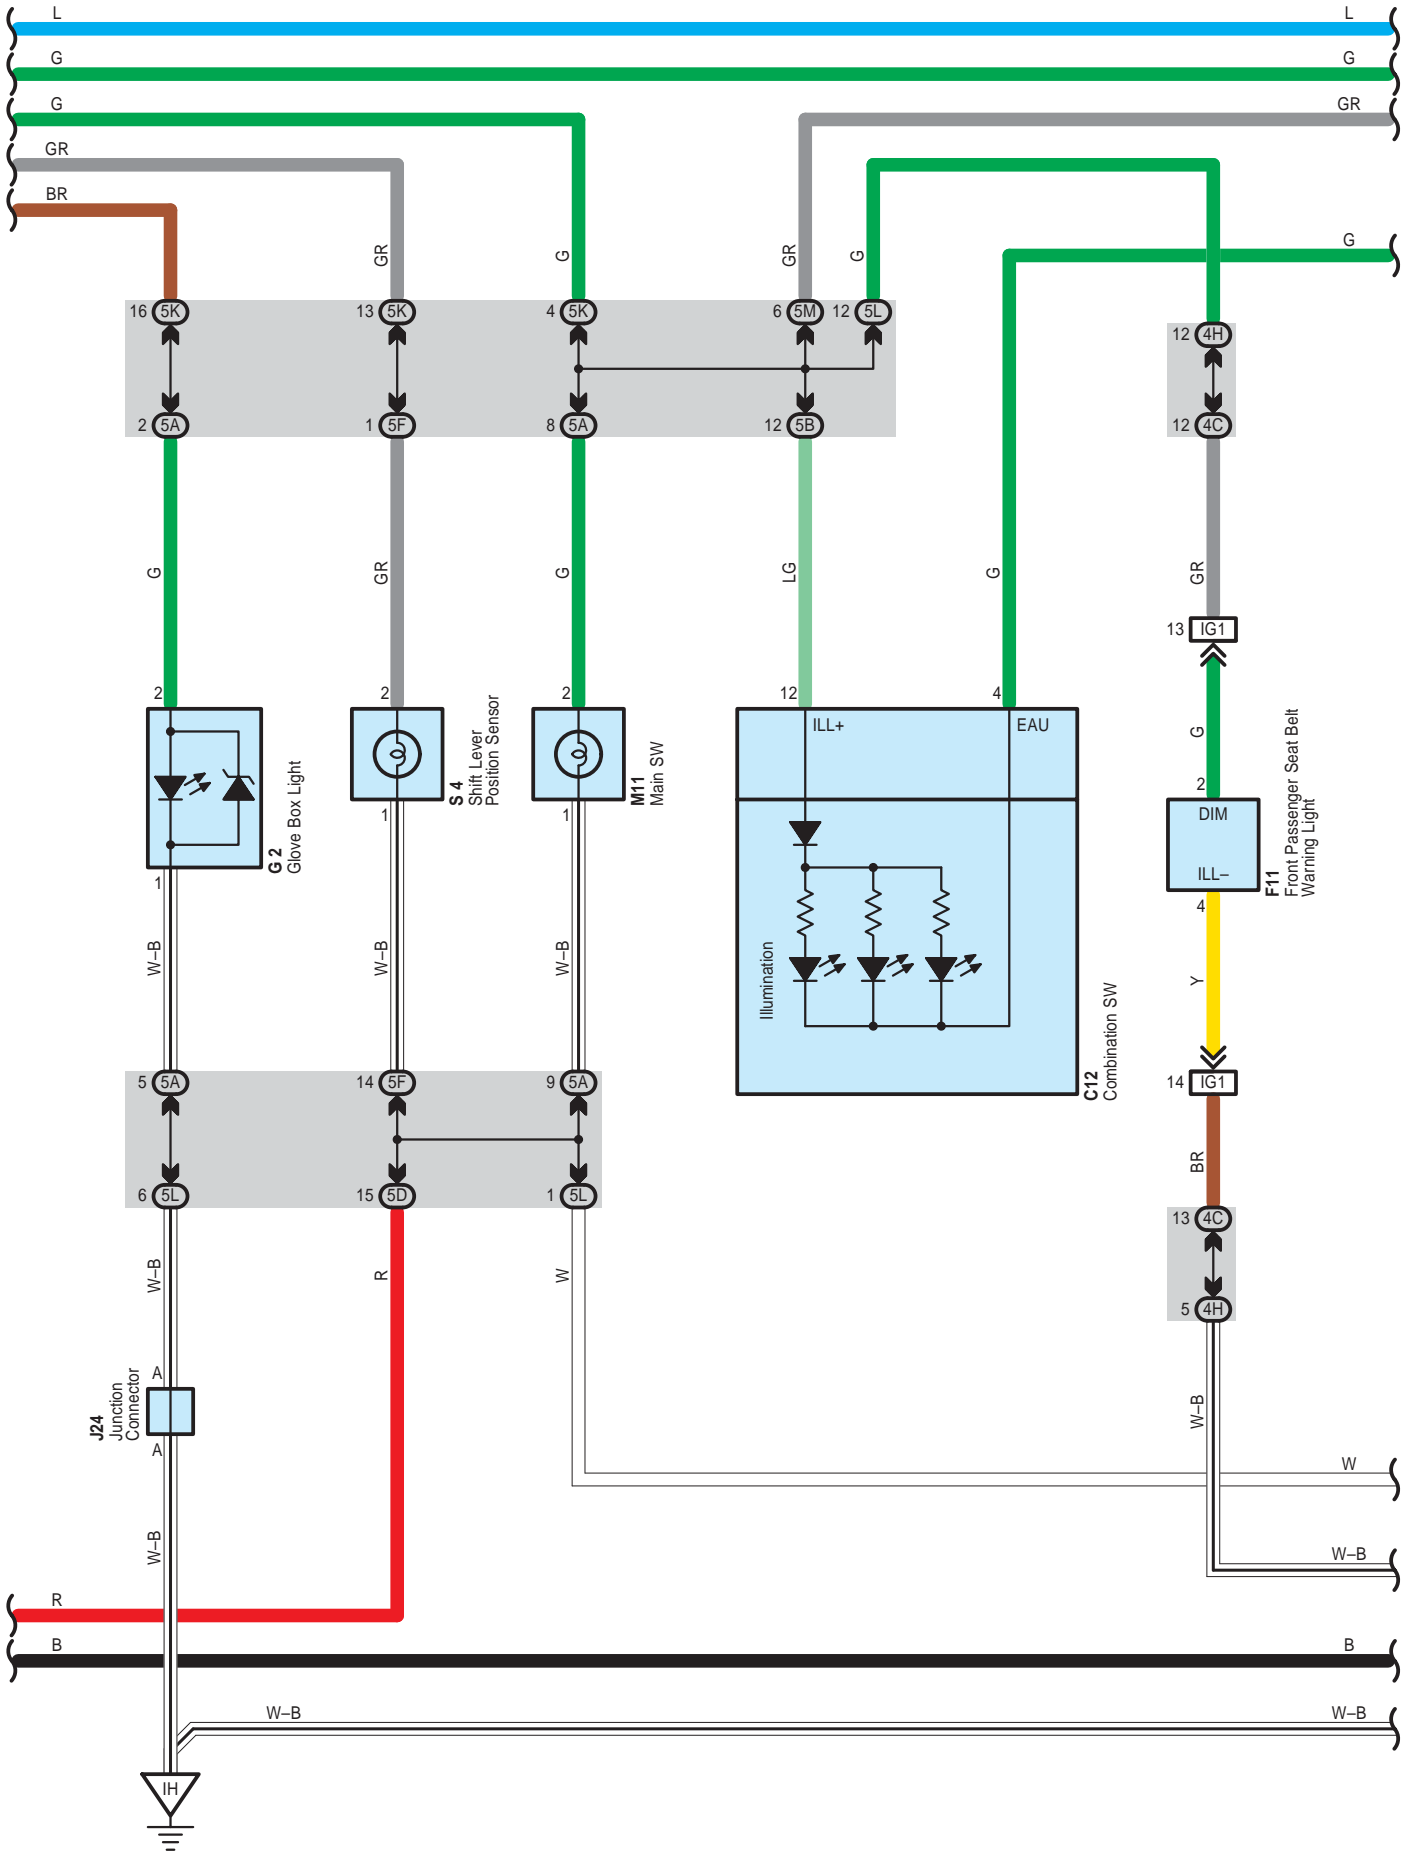 L L
G G
G GR
GR
BR
G
GR G GR G
16 5K 13 5K 4 5K 6 5M 12 5L
12 4H
2 5A 1 5F 8 5A 12 5B 12 4C
G GR G LG G GR
13 IG1
2 2 2 12 4
ILL+ EAU
G
2
DIM
ILL–
4
G 2
Glove Box Light
S 4
Shift Lever
Position Sensor
M11
Main SW
F11
Front Passenger Seat Belt
Warning Light
1 1 1
W–B W–B W–B
Illumination
Y
C12
Combination SW
5 5A 14 5F 9 5A 14 IG1
BR
6 5L 15 5D 1 5L 13 4C
W–B R W
5 4H
A
J24
Junction
Connector
A
W–B
W
W–B
W–B
R
B B
W–B W–B
IH